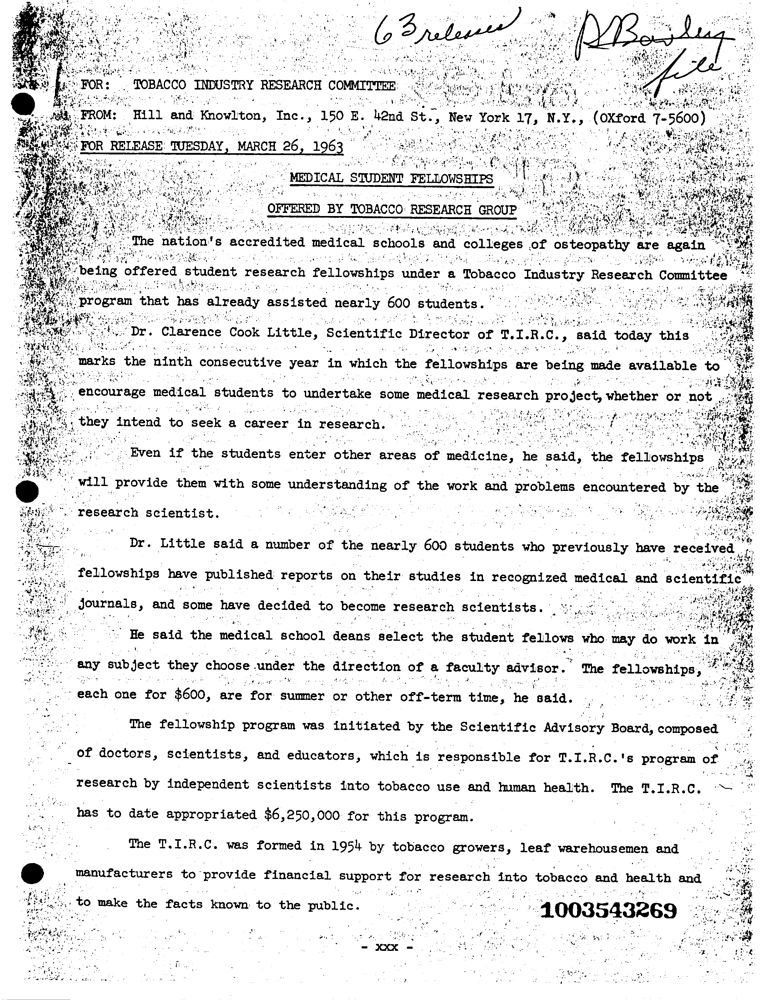 63 releases
file
FOR: TOBACCO INDUSTRY RESEARCH COMMITTEE
FROM: Hill and Knowlton, Inc., 150 E. 42nd St., New York 17, N.Y., (OXford 7-5600)
FOR RELEASE TUESDAY, MARCH 26, 1963
MEDICAL STUDENT FELLOWSHIPS
OFFERED BY TOBACCO RESEARCH GROUP
The nation's accredited medical schools and colleges of osteopathy are again
being offered student research fellowships under a Tobacco Industry Research Committee
program that has already assisted nearly 600 students.
Dr. Clarence Cook Little, Scientific Director of T.I.R.C., said today this
marks the ninth consecutive year in which the fellowships are being made available to
encourage medical students to undertake some medical research project, whether or not
they intend to seek a career in research.
Even if the students enter other areas of medicine, he said, the fellowships
will provide them with some understanding of the work and problems encountered by the
research scientist.
Dr. Little said a number of the nearly 600 students who previously have received
fellowships have published reports on their studies in recognized medical and scientific
journals, and some have decided to become research scientists.
He said the medical school deans select the student fellows who may do work in
any subject they choose under the direction of a faculty advisor. The fellowships,
each one for $600, are for summer or other off-term time, he said.
The fellowship program was initiated by the Scientific Advisory Board, composed
of doctors, scientists, and educators, which is responsible for T.I.R.C.'s program of
research by independent scientists into tobacco use and human health. The T.I.R.C.
has to date appropriated $6,250,000 for this program.
The T.I.R.C. was formed in 1954 by tobacco growers, leaf warehousemen and
manufacturers to provide financial support for research into tobacco and health and
to make the facts known to the public.
1003543269
- xxx -